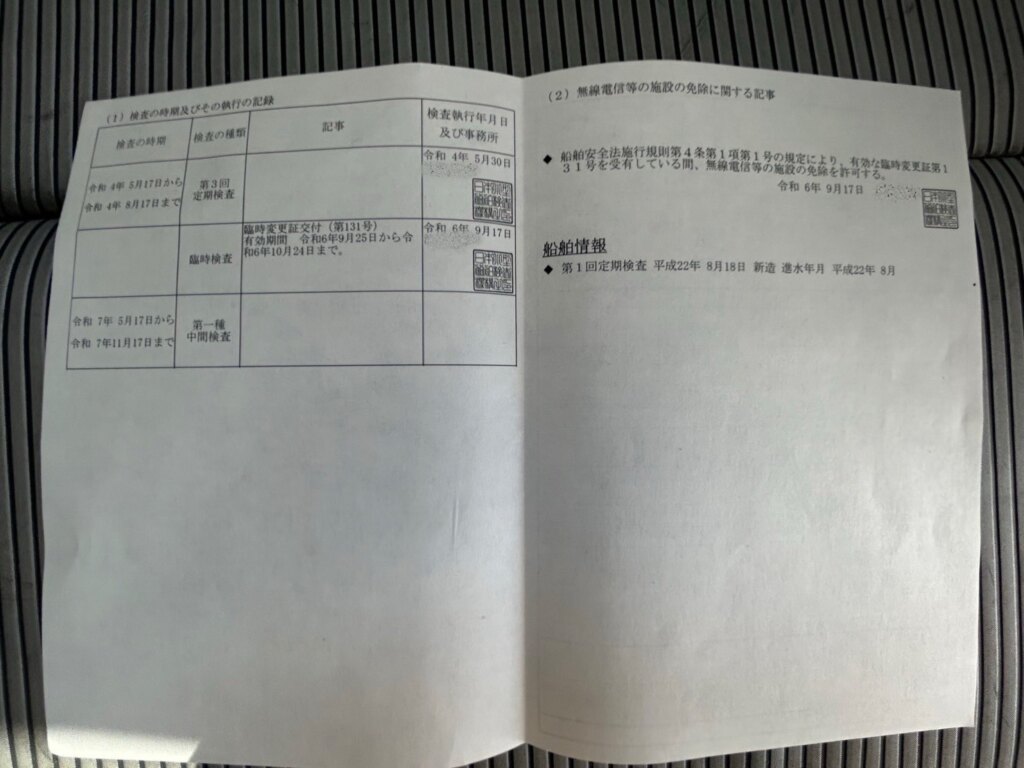 (1) 検査の時期及びその執行の記録
検査の時期
検査の種類
記事
検査執行年月日
及び事務所
令和 4年 5月17日から
令和 4年 8月17日まで
第3回
定期検査
令和 4年 5月30日
臨時検査
臨時変更証交付(第131号)
有効期間 令和6年9月25日から令
和6年10月24日まで。
令和 6年 9月17日
令和 7年 5月17日から
令和 7年11月17日まで
第一種
中間検査
(2) 無線電信等の施設の免除に関する記事
◆ 船舶安全法施行規則第4条第1項第1号の規定により、有効な臨時変更証第1
31号を受有している間、無線電信等の施設の免除を許可する。
令和 6年 9月17日
船舶情報
◆ 第1回定期検査 平成22年 8月18日 新造 進水年月 平成22年 8月